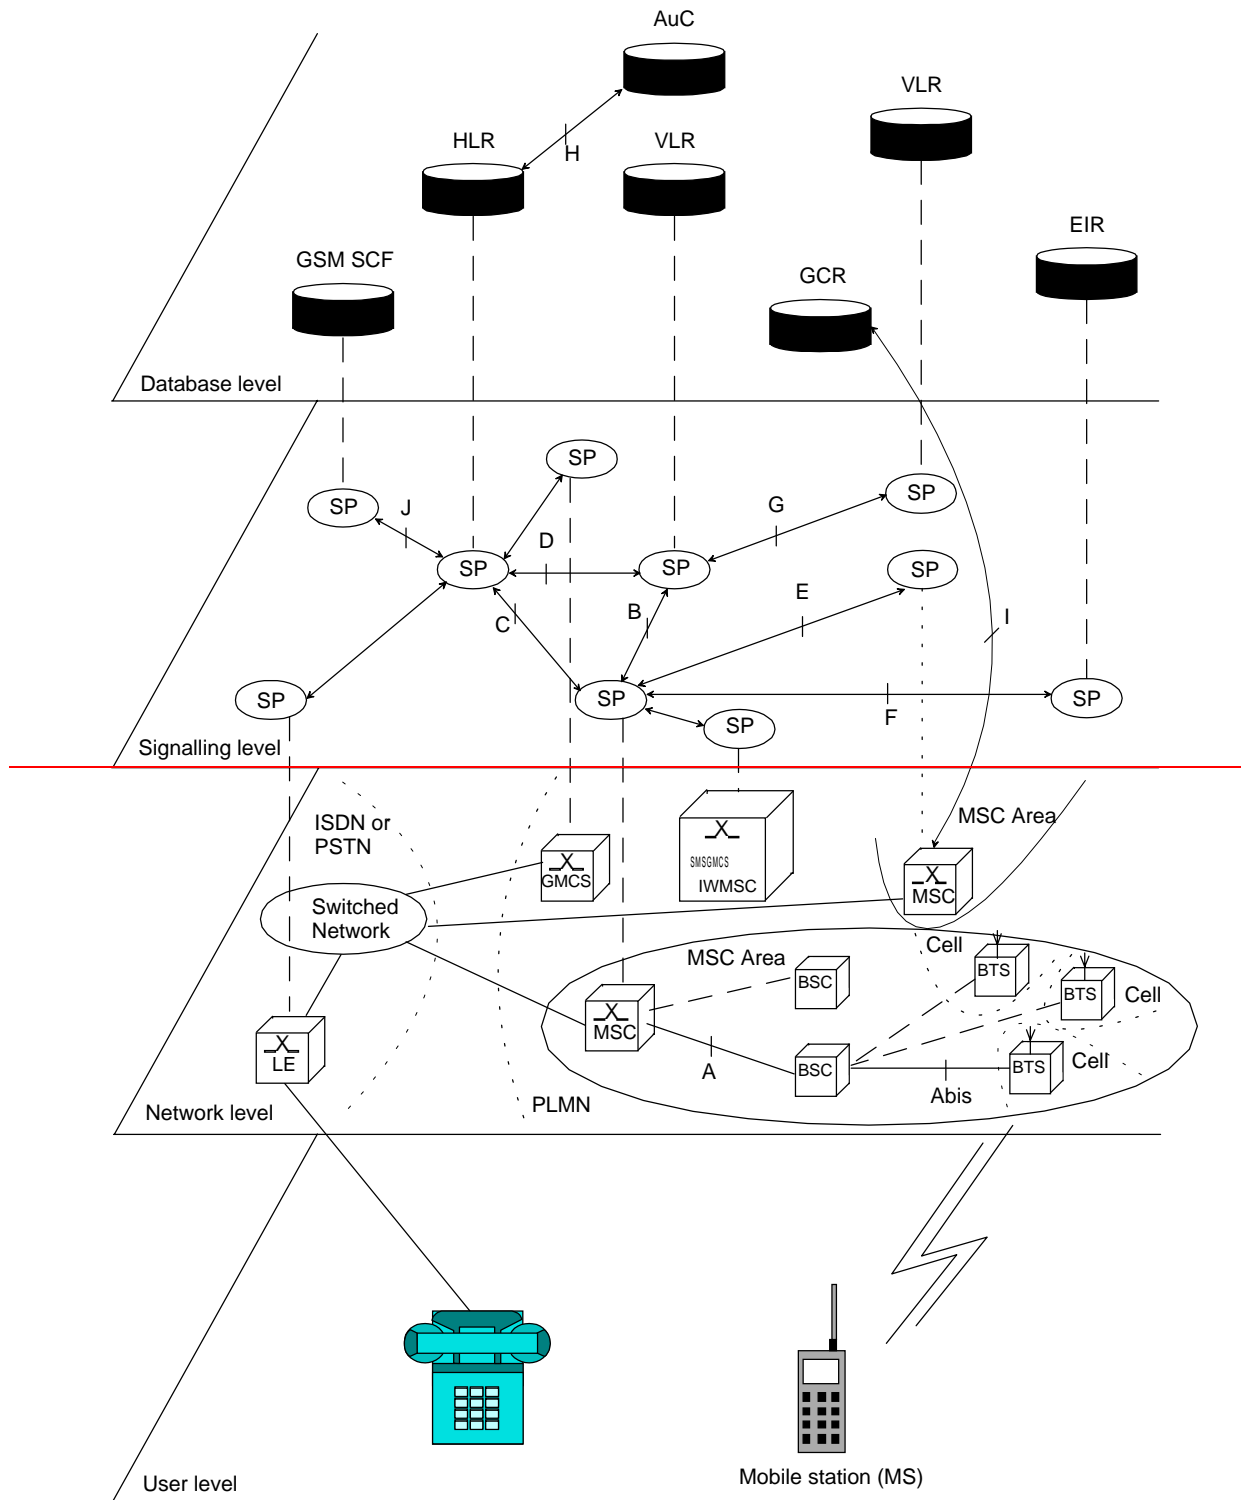 AuC
VLR
HLR
VLR
H
EIR
GSM SCF
GCR
Database level
SP
SP
SP
SP
J
G
D
SP
SP
SP
E
B
C
I
SP
SP
SP
F
SP
Signalling level
ISDN or
PSTN
MSC Area
X
SMSGMCS
IWMSC
X
GMCS
X
MSC
Switched
Network
Cell
MSC Area
BTS
BSC
BTS
Cell
X
MSC
X
LE
A
BSC
BTS
Cell
Abis
PLMN
Network level
Mobile station (MS)
User level